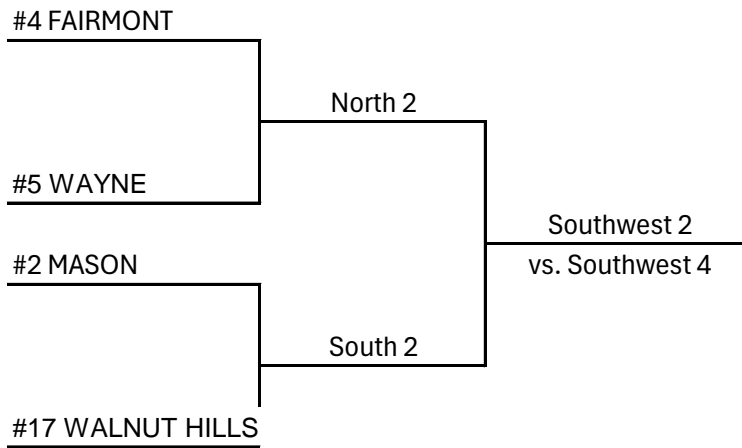 #4 FAIRMONT
North 2
#5 WAYNE
Southwest 2
#2 MASON
vs. Southwest 4
South 2
#17 WALNUT HILLS